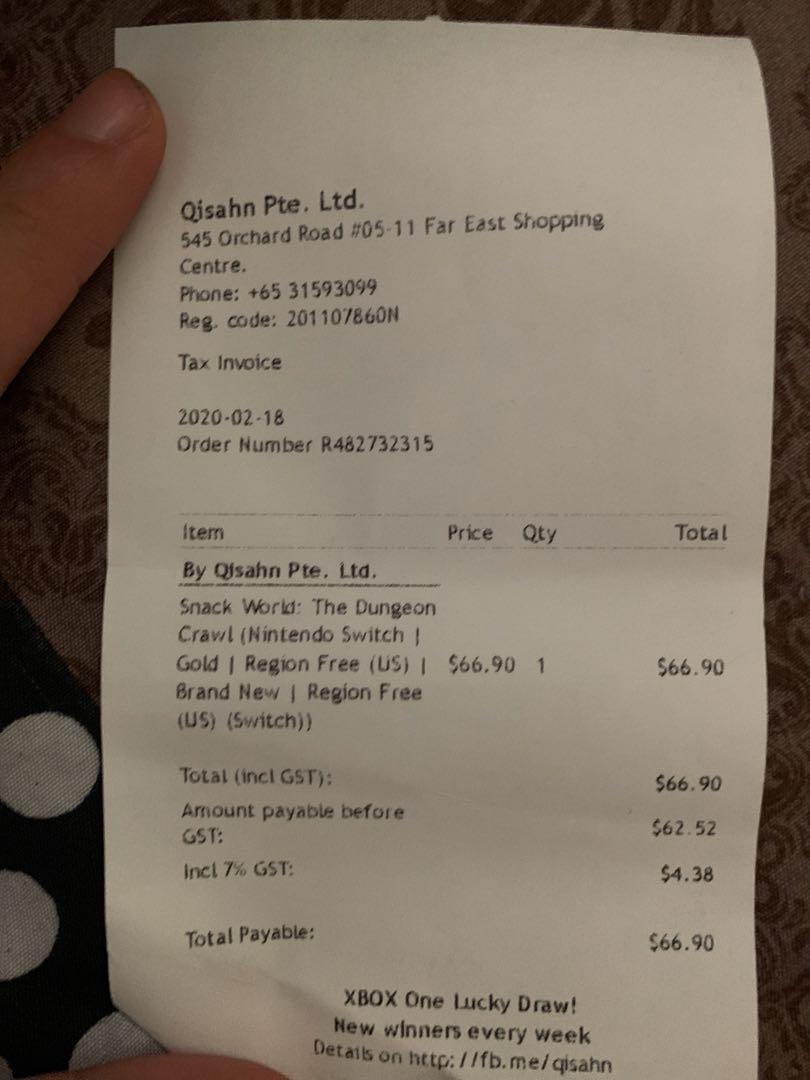 Qisahn Pte. Ltd.
545 Orchard Road #05-11 Far East Shopping
Centre.
Phone: +65 31593099
Reg. code: 201107860N
Tax Invoice
2020-02-18
Order Number R482732315
Item Price Qty Total
By Qisahn Pte. Ltd.
Snack World: The Dungeon
Crawl (Nintendo Switch |
Gold | Region Free (US) | $66.90 1 $66.90
Brand New | Region Free
(US) (Switch))
Total (incl GST): $66.90
Amount payable before
GST: $62.52
Incl 7% GST: $4.38
Total Payable: $66.90
XBOX One Lucky Draw!
New winners every week
Details on http://fb.me/qisahn